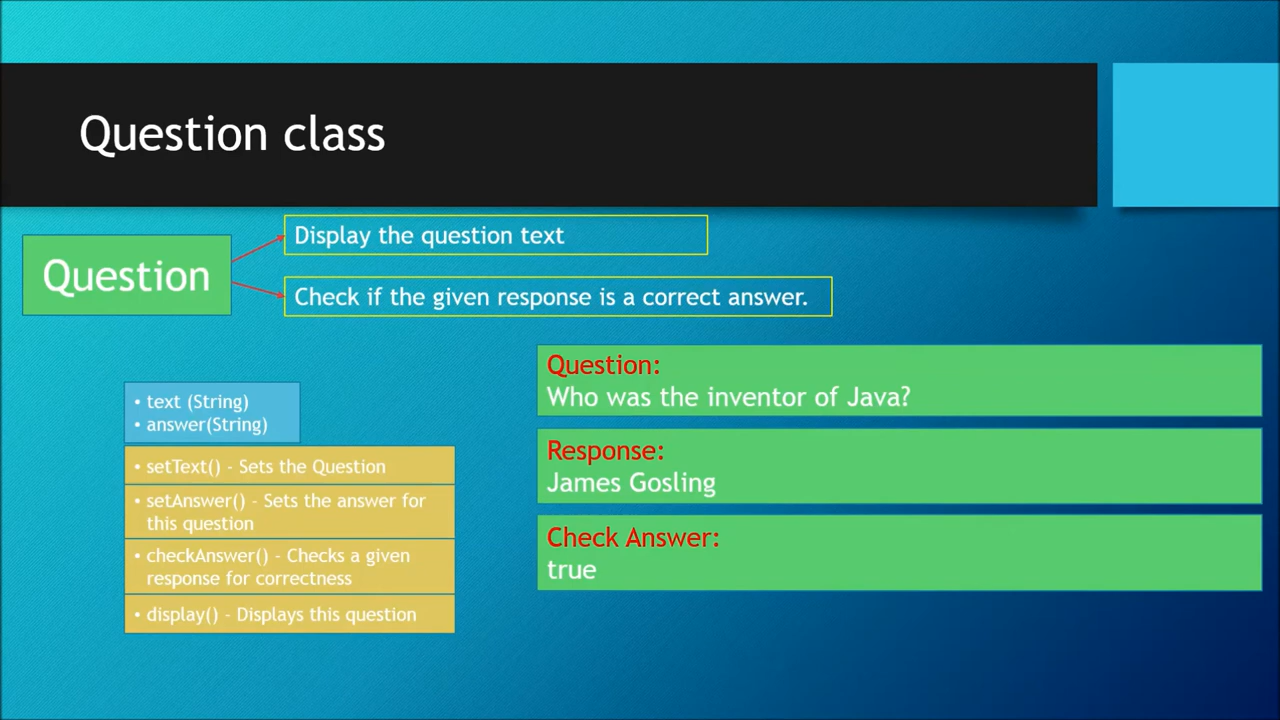 Question class
Question
Display the question text
Check if the given response is a correct answer.
• text (String)
• answer(String)
• setText() - Sets the Question
• setAnswer() - Sets the answer for
this question
• checkAnswer() - Checks a given
response for correctness
• display() - Displays this question
Question:
Who was the inventor of Java?
Response:
James Gosling
Check Answer:
true